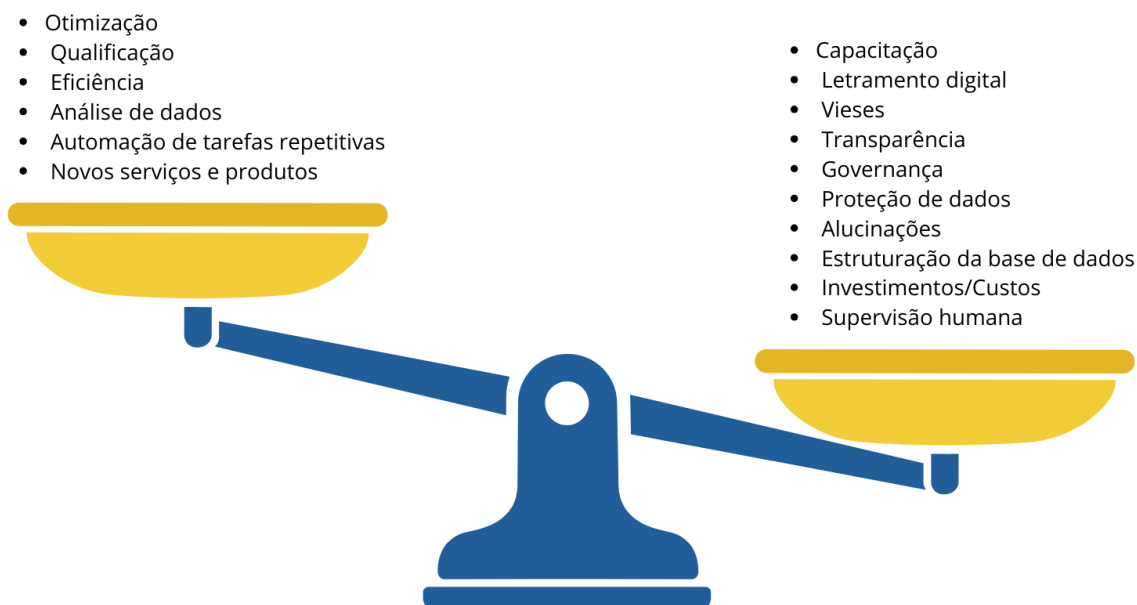 • Otimização
• Qualificação
• Eficiência
• Análise de dados
• Automação de tarefas repetitivas
• Novos serviços e produtos
• Capacitação
• Letramento digital
• Vieses
• Transparência
• Governança
• Proteção de dados
• Alucinações
• Estruturação da base de dados
• Investimentos/Custos
• Supervisão humana